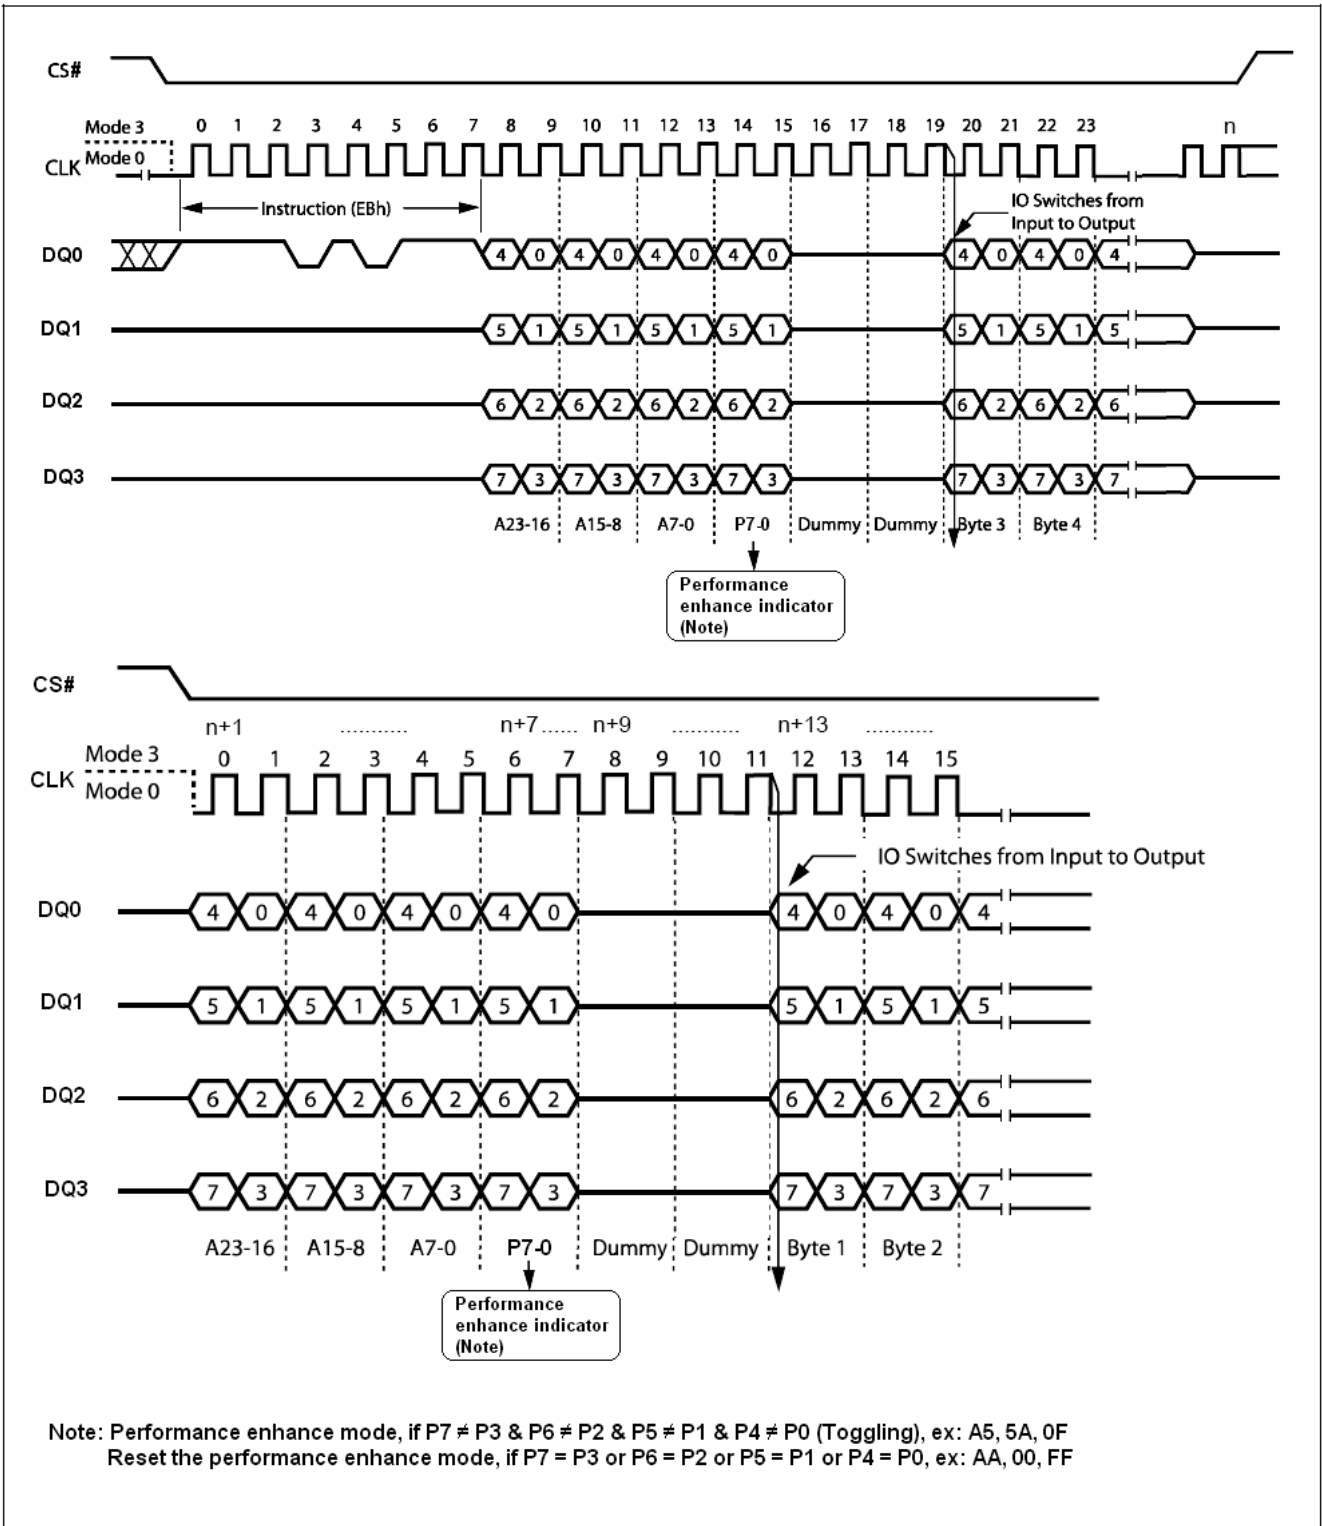 CS#
Mode 3
0 1 2 3 4 5 6 7 8 9 10 11 12 13 14 15 16 17 18 19 20 21 22 23 n
CLK Mode 0
Instruction (EBh)
IO Switches from
Input to Output
DQ0 4 0 4 0 4 0 4 0 4 0 4 0 4
DQ1 5 1 5 1 5 1 5 1 5 1 5 1 5
DQ2 6 2 6 2 6 2 6 2 6 2 6 2 6
DQ3 7 3 7 3 7 3 7 3 7 3 7 3 7
A23-16 A15-8 A7-0 P7-0 Dummy Dummy Byte 3 Byte 4
Performance
enhance indicator
(Note)
CS#
n+1 ........... n+7 ...... n+9 ........... n+13 ...........
Mode 3 0 1 2 3 4 5 6 7 8 9 10 11 12 13 14 15
CLK
Mode 0
IO Switches from Input to Output
DQ0 4 0 4 0 4 0 4 0 4 0 4 0 4
DQ1 5 1 5 1 5 1 5 1 5 1 5 1 5
DQ2 6 2 6 2 6 2 6 2 6 2 6 2 6
DQ3 7 3 7 3 7 3 7 3 7 3 7 3 7
A23-16 A15-8 A7-0 P7-0 Dummy Dummy Byte 1 Byte 2
Performance
enhance indicator
(Note)
Note: Performance enhance mode, if P7 ≠ P3 & P6 ≠ P2 & P5 ≠ P1 & P4 ≠ P0 (Toggling), ex: A5, 5A, 0F
Reset the performance enhance mode, if P7 = P3 or P6 = P2 or P5 = P1 or P4 = P0, ex: AA, 00, FF